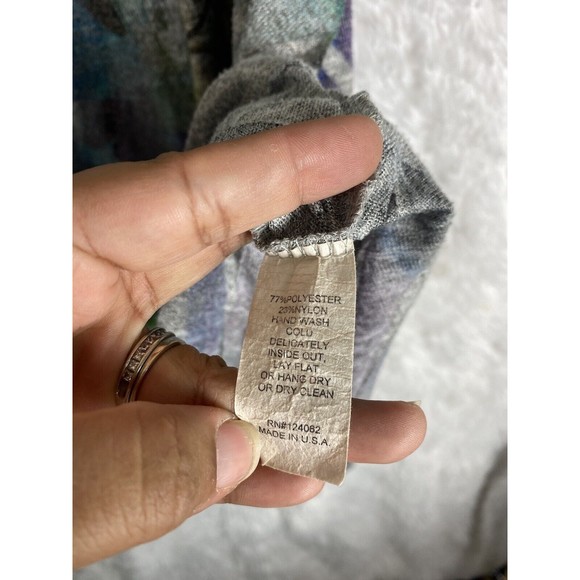 77%POLYESTER
23%NYLON
HAND WASH
COLD
DELICATELY
INSIDE OUT,
LAY FLAT
OR HANG DRY
OR DRY CLEAN
RN#124082
MADE IN U.S.A